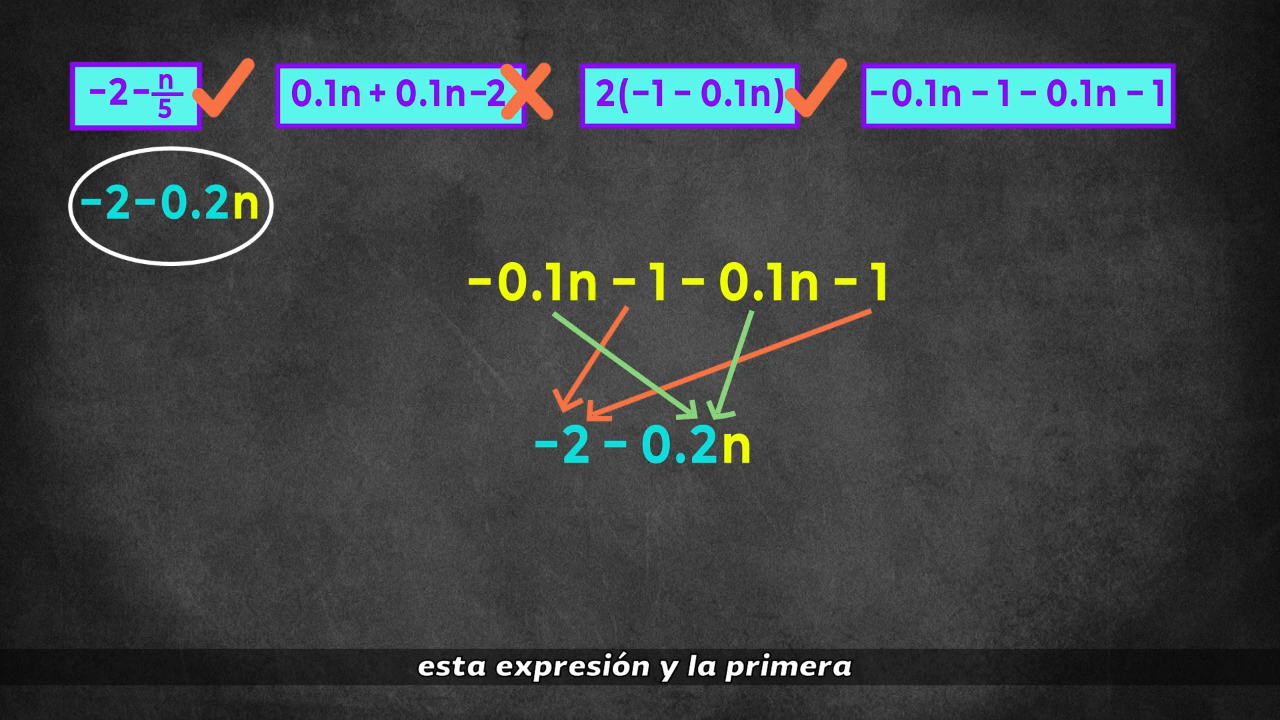 −2−n/5
0.1n + 0.1n−2
2(−1 − 0.1n)
−0.1n − 1 − 0.1n − 1
−2−0.2n
−0.1n − 1 − 0.1n − 1
−2 − 0.2n
esta expresión y la primera